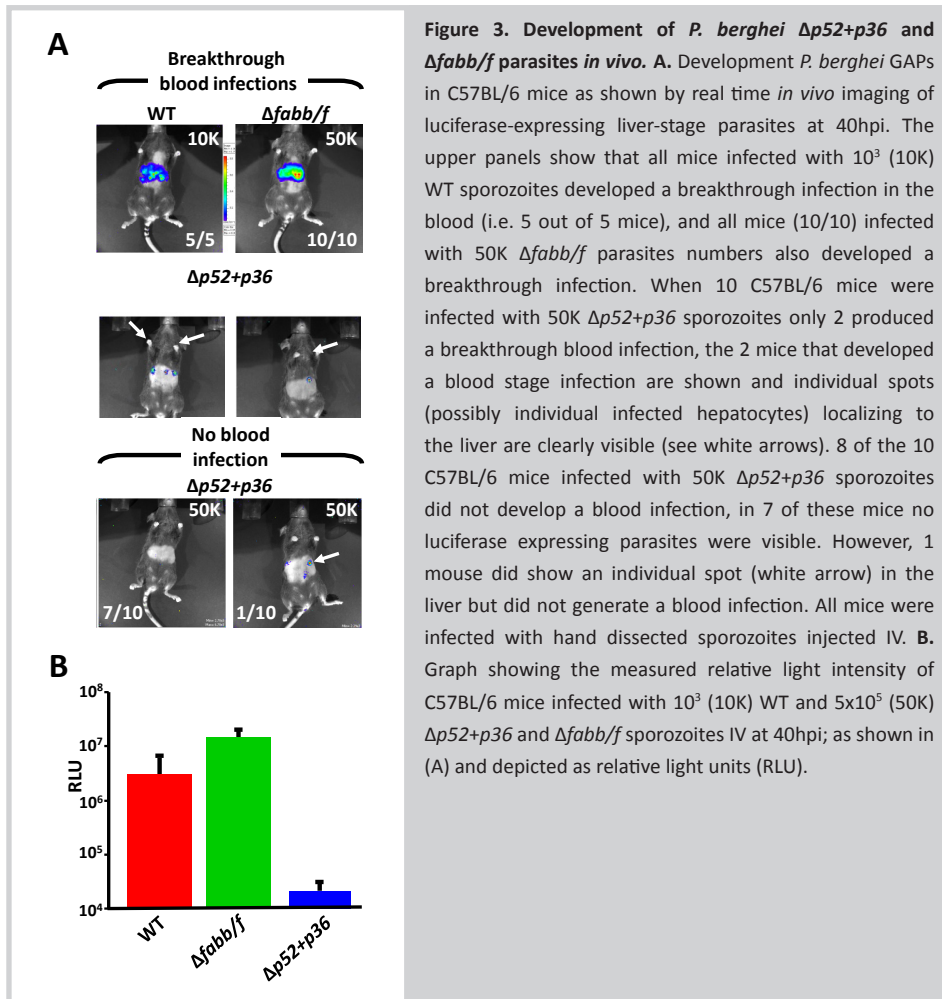 A
Breakthrough
blood infections
WT
Δfabb/f
10K
50K
5/5
10/10
Δp52+p36
No blood
infection
Δp52+p36
50K
50K
7/10
1/10
B
10⁸
10⁷
10⁶
10⁵
10⁴
RLU
WT
Δfabb/f
Δp52+p36
Figure 3. Development of P. berghei Δp52+p36 and
Δfabb/f parasites in vivo. A. Development P. berghei GAPs
in C57BL/6 mice as shown by real time in vivo imaging of
luciferase-expressing liver-stage parasites at 40hpi. The
upper panels show that all mice infected with 10³ (10K)
WT sporozoites developed a breakthrough infection in the
blood (i.e. 5 out of 5 mice), and all mice (10/10) infected
with 50K Δfabb/f parasites numbers also developed a
breakthrough infection. When 10 C57BL/6 mice were
infected with 50K Δp52+p36 sporozoites only 2 produced
a breakthrough blood infection, the 2 mice that developed
a blood stage infection are shown and individual spots
(possibly individual infected hepatocytes) localizing to
the liver are clearly visible (see white arrows). 8 of the 10
C57BL/6 mice infected with 50K Δp52+p36 sporozoites
did not develop a blood infection, in 7 of these mice no
luciferase expressing parasites were visible. However, 1
mouse did show an individual spot (white arrow) in the
liver but did not generate a blood infection. All mice were
infected with hand dissected sporozoites injected IV. B.
Graph showing the measured relative light intensity of
C57BL/6 mice infected with 10³ (10K) WT and 5x10⁵ (50K)
Δp52+p36 and Δfabb/f sporozoites IV at 40hpi; as shown in
(A) and depicted as relative light units (RLU).